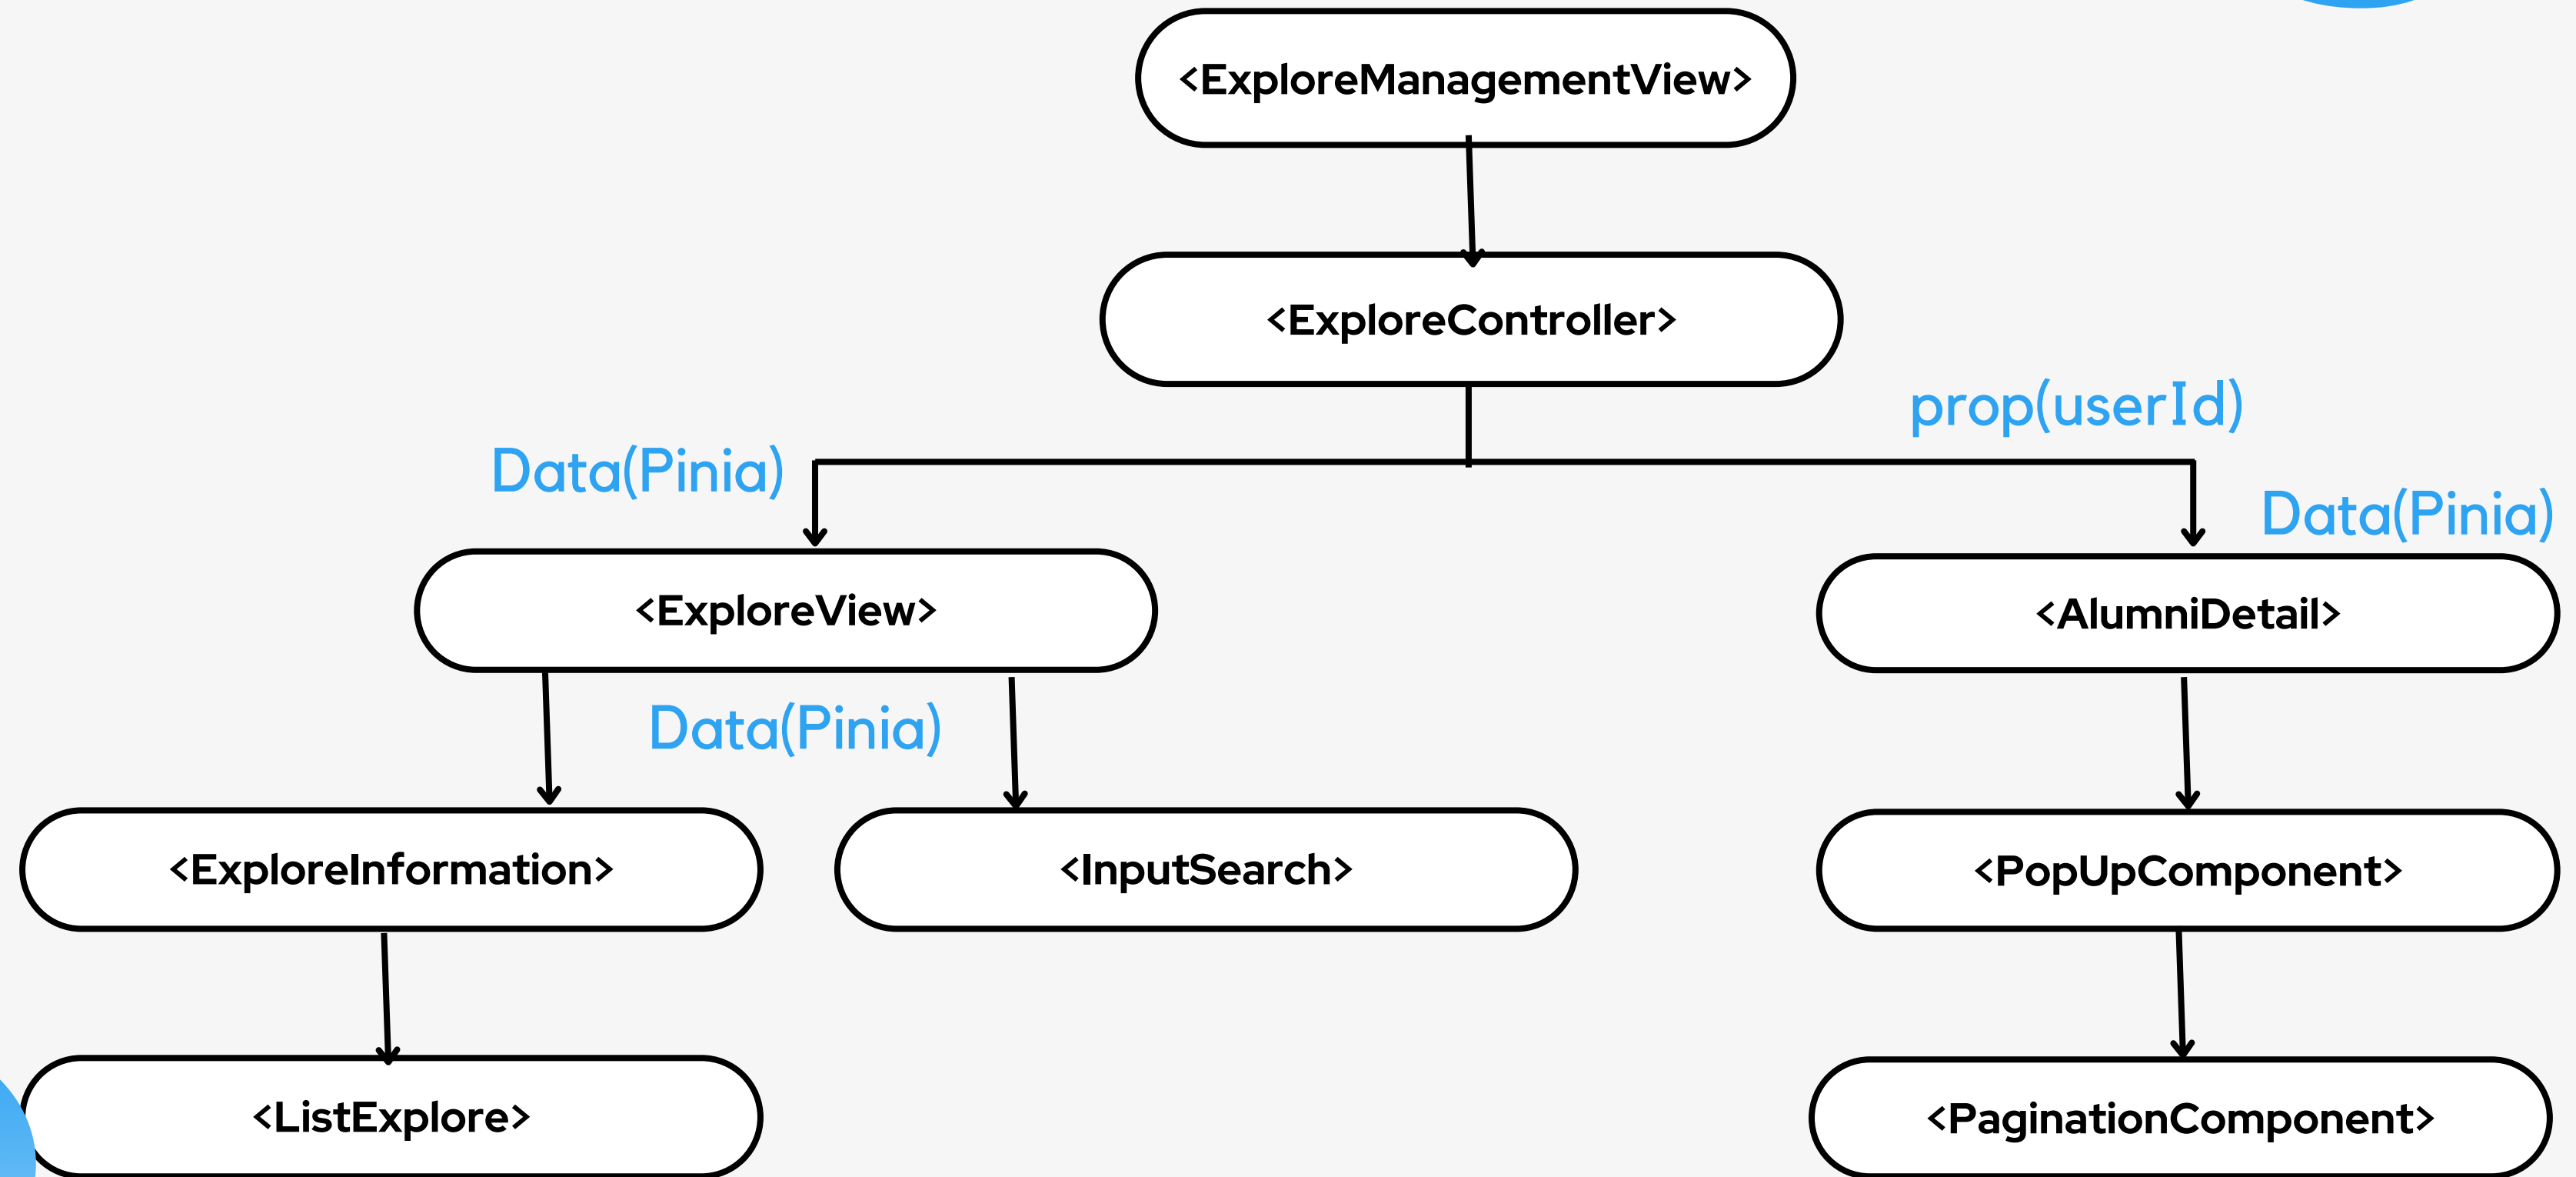 <ExploreManagementView>
<ExploreController>
prop(userId)
Data(Pinia)
Data(Pinia)
<ExploreView>
<AlumniDetail>
Data(Pinia)
<ExploreInformation>
<InputSearch>
<PopUpComponent>
<ListExplore>
<PaginationComponent>